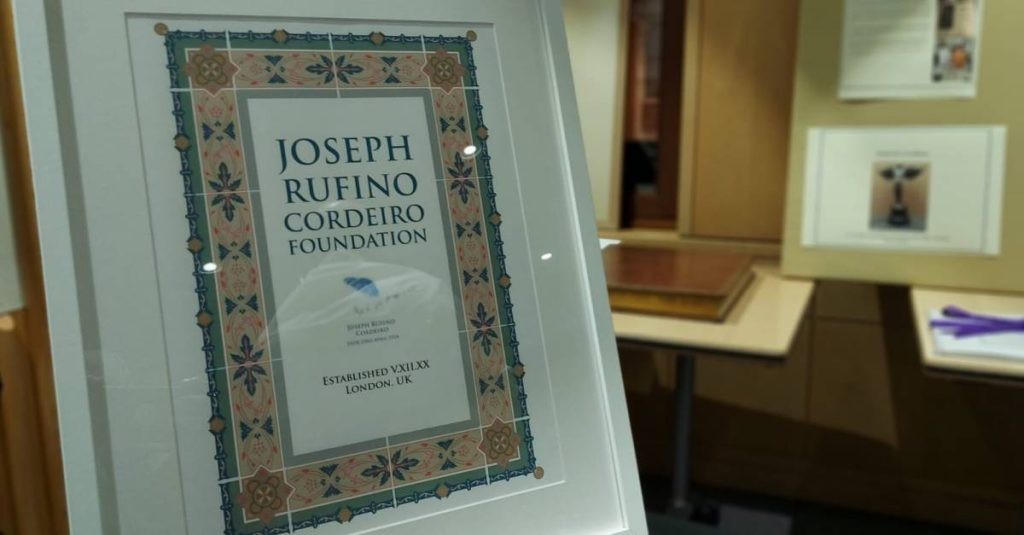 JOSEPH
RUFINO
CORDEIRO
FOUNDATION
JOSEPH RUFINO
CORDEIRO
ESTABLISHED V.XII.XX
LONDON, UK